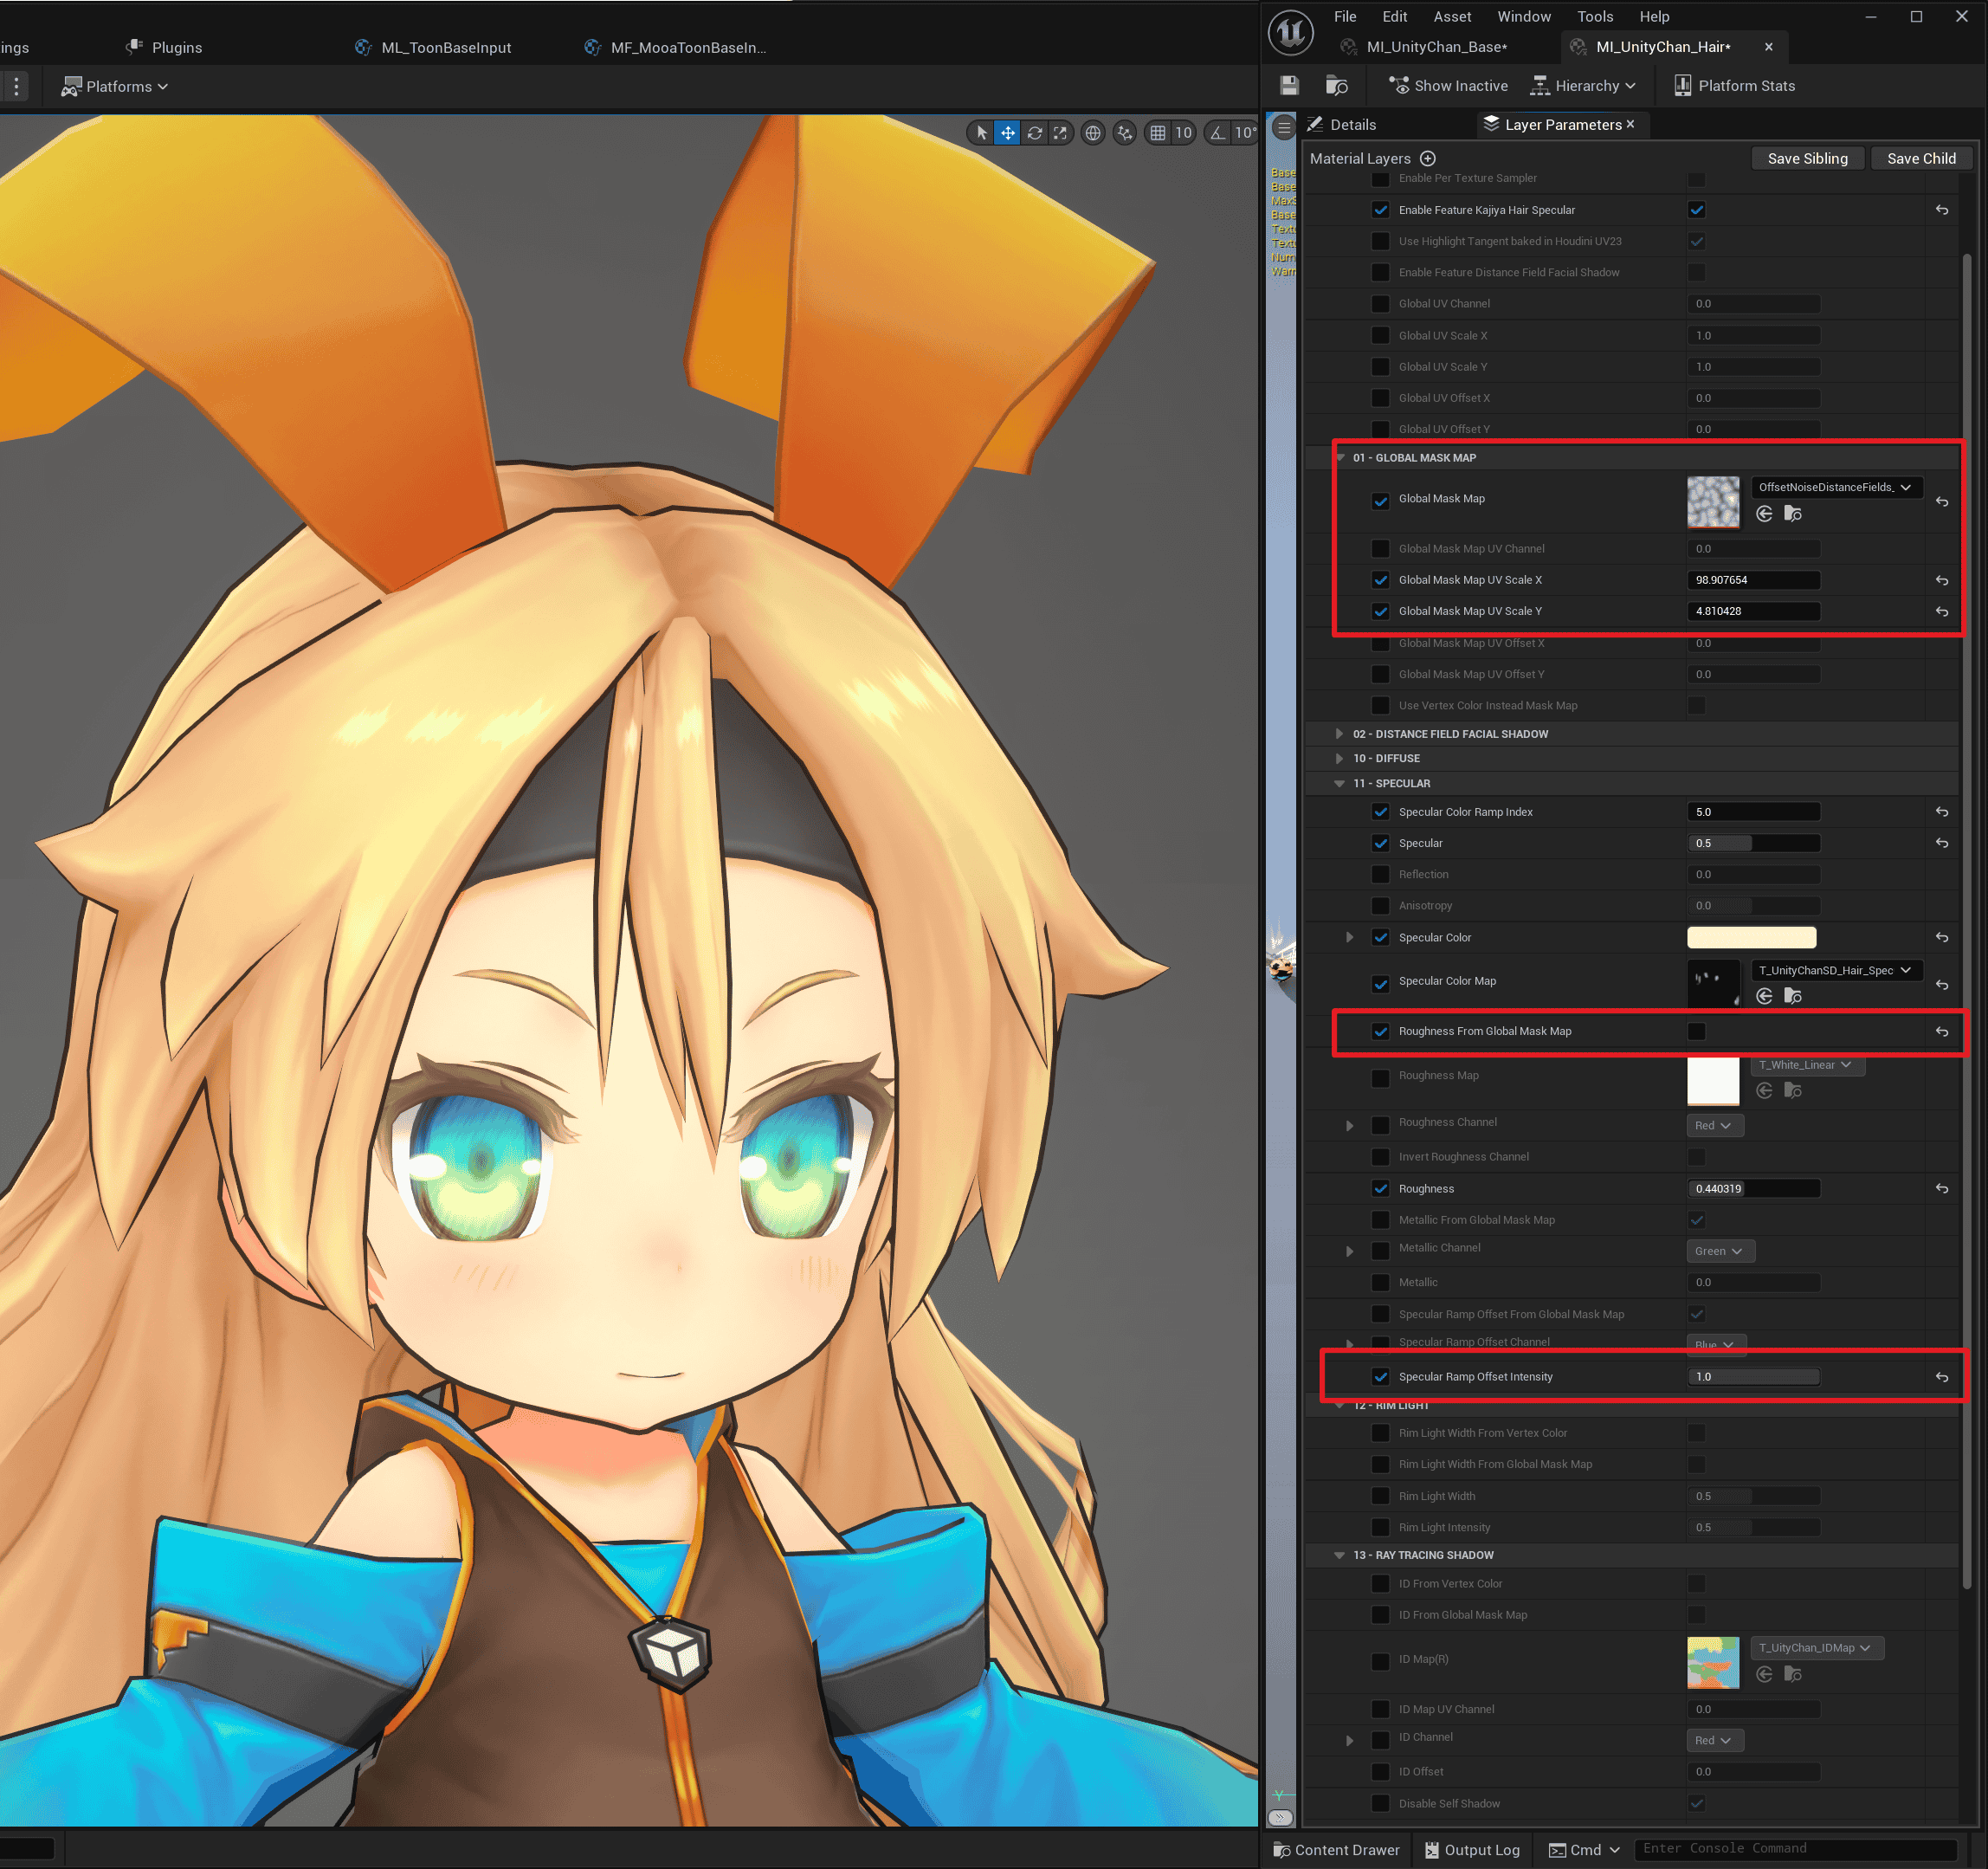 ings
Plugins
ML_ToonBaseInput
MF_MooaToonBaseIn...
Platforms
10
10°
File Edit Asset Window Tools Help
MI_UnityChan_Base*
MI_UnityChan_Hair*
Show Inactive
Hierarchy
Platform Stats
Details
Layer Parameters
Material Layers
Save Sibling
Save Child
Base
Base
MaxS
Base
Textu
Textu
Num
Warn
Enable Per Texture Sampler
Enable Feature Kajiya Hair Specular
Use Highlight Tangent baked in Houdini UV23
Enable Feature Distance Field Facial Shadow
Global UV Channel 0.0
Global UV Scale X 1.0
Global UV Scale Y 1.0
Global UV Offset X 0.0
Global UV Offset Y 0.0
01 - GLOBAL MASK MAP
Global Mask Map OffsetNoiseDistanceFields_
Global Mask Map UV Channel 0.0
Global Mask Map UV Scale X 98.907654
Global Mask Map UV Scale Y 4.810428
Global Mask Map UV Offset X 0.0
Global Mask Map UV Offset Y 0.0
Use Vertex Color Instead Mask Map
02 - DISTANCE FIELD FACIAL SHADOW
10 - DIFFUSE
11 - SPECULAR
Specular Color Ramp Index 5.0
Specular 0.5
Reflection 0.0
Anisotropy 0.0
Specular Color
Specular Color Map T_UnityChanSD_Hair_Spec
Roughness From Global Mask Map
Roughness Map T_White_Linear
Roughness Channel Red
Invert Roughness Channel
Roughness 0.440319
Metallic From Global Mask Map
Metallic Channel Green
Metallic 0.0
Specular Ramp Offset From Global Mask Map
Specular Ramp Offset Channel Blue
Specular Ramp Offset Intensity 1.0
12 - RIM LIGHT
Rim Light Width From Vertex Color
Rim Light Width From Global Mask Map
Rim Light Width 0.5
Rim Light Intensity 0.5
13 - RAY TRACING SHADOW
ID From Vertex Color
ID From Global Mask Map
ID Map(R) T_UityChan_IDMap
ID Map UV Channel 0.0
ID Channel Red
ID Offset 0.0
Disable Self Shadow
Y
Content Drawer
Output Log
Cmd
Enter Console Command